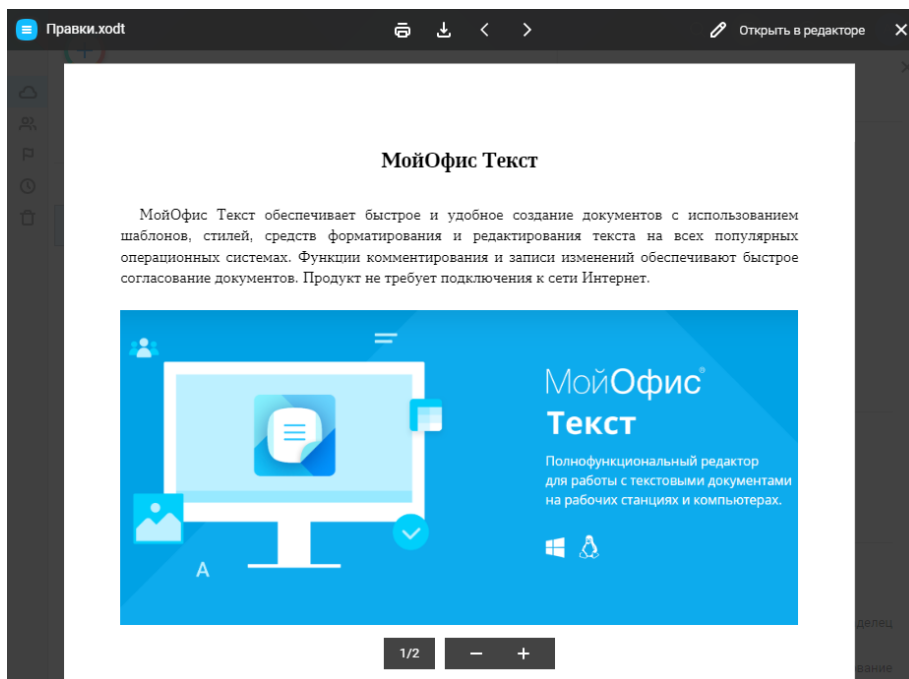 Правки.xodt
Открыть в редакторе
МойОфис Текст
МойОфис Текст обеспечивает быстрое и удобное создание документов с использованием
шаблонов, стилей, средств форматирования и редактирования текста на всех популярных
операционных системах. Функции комментирования и записи изменений обеспечивают быстрое
согласование документов. Продукт не требует подключения к сети Интернет.
МойОфис®
Текст
Полнофункциональный редактор
для работы с текстовыми документами
на рабочих станциях и компьютерах.
A
делец
1/2
вание